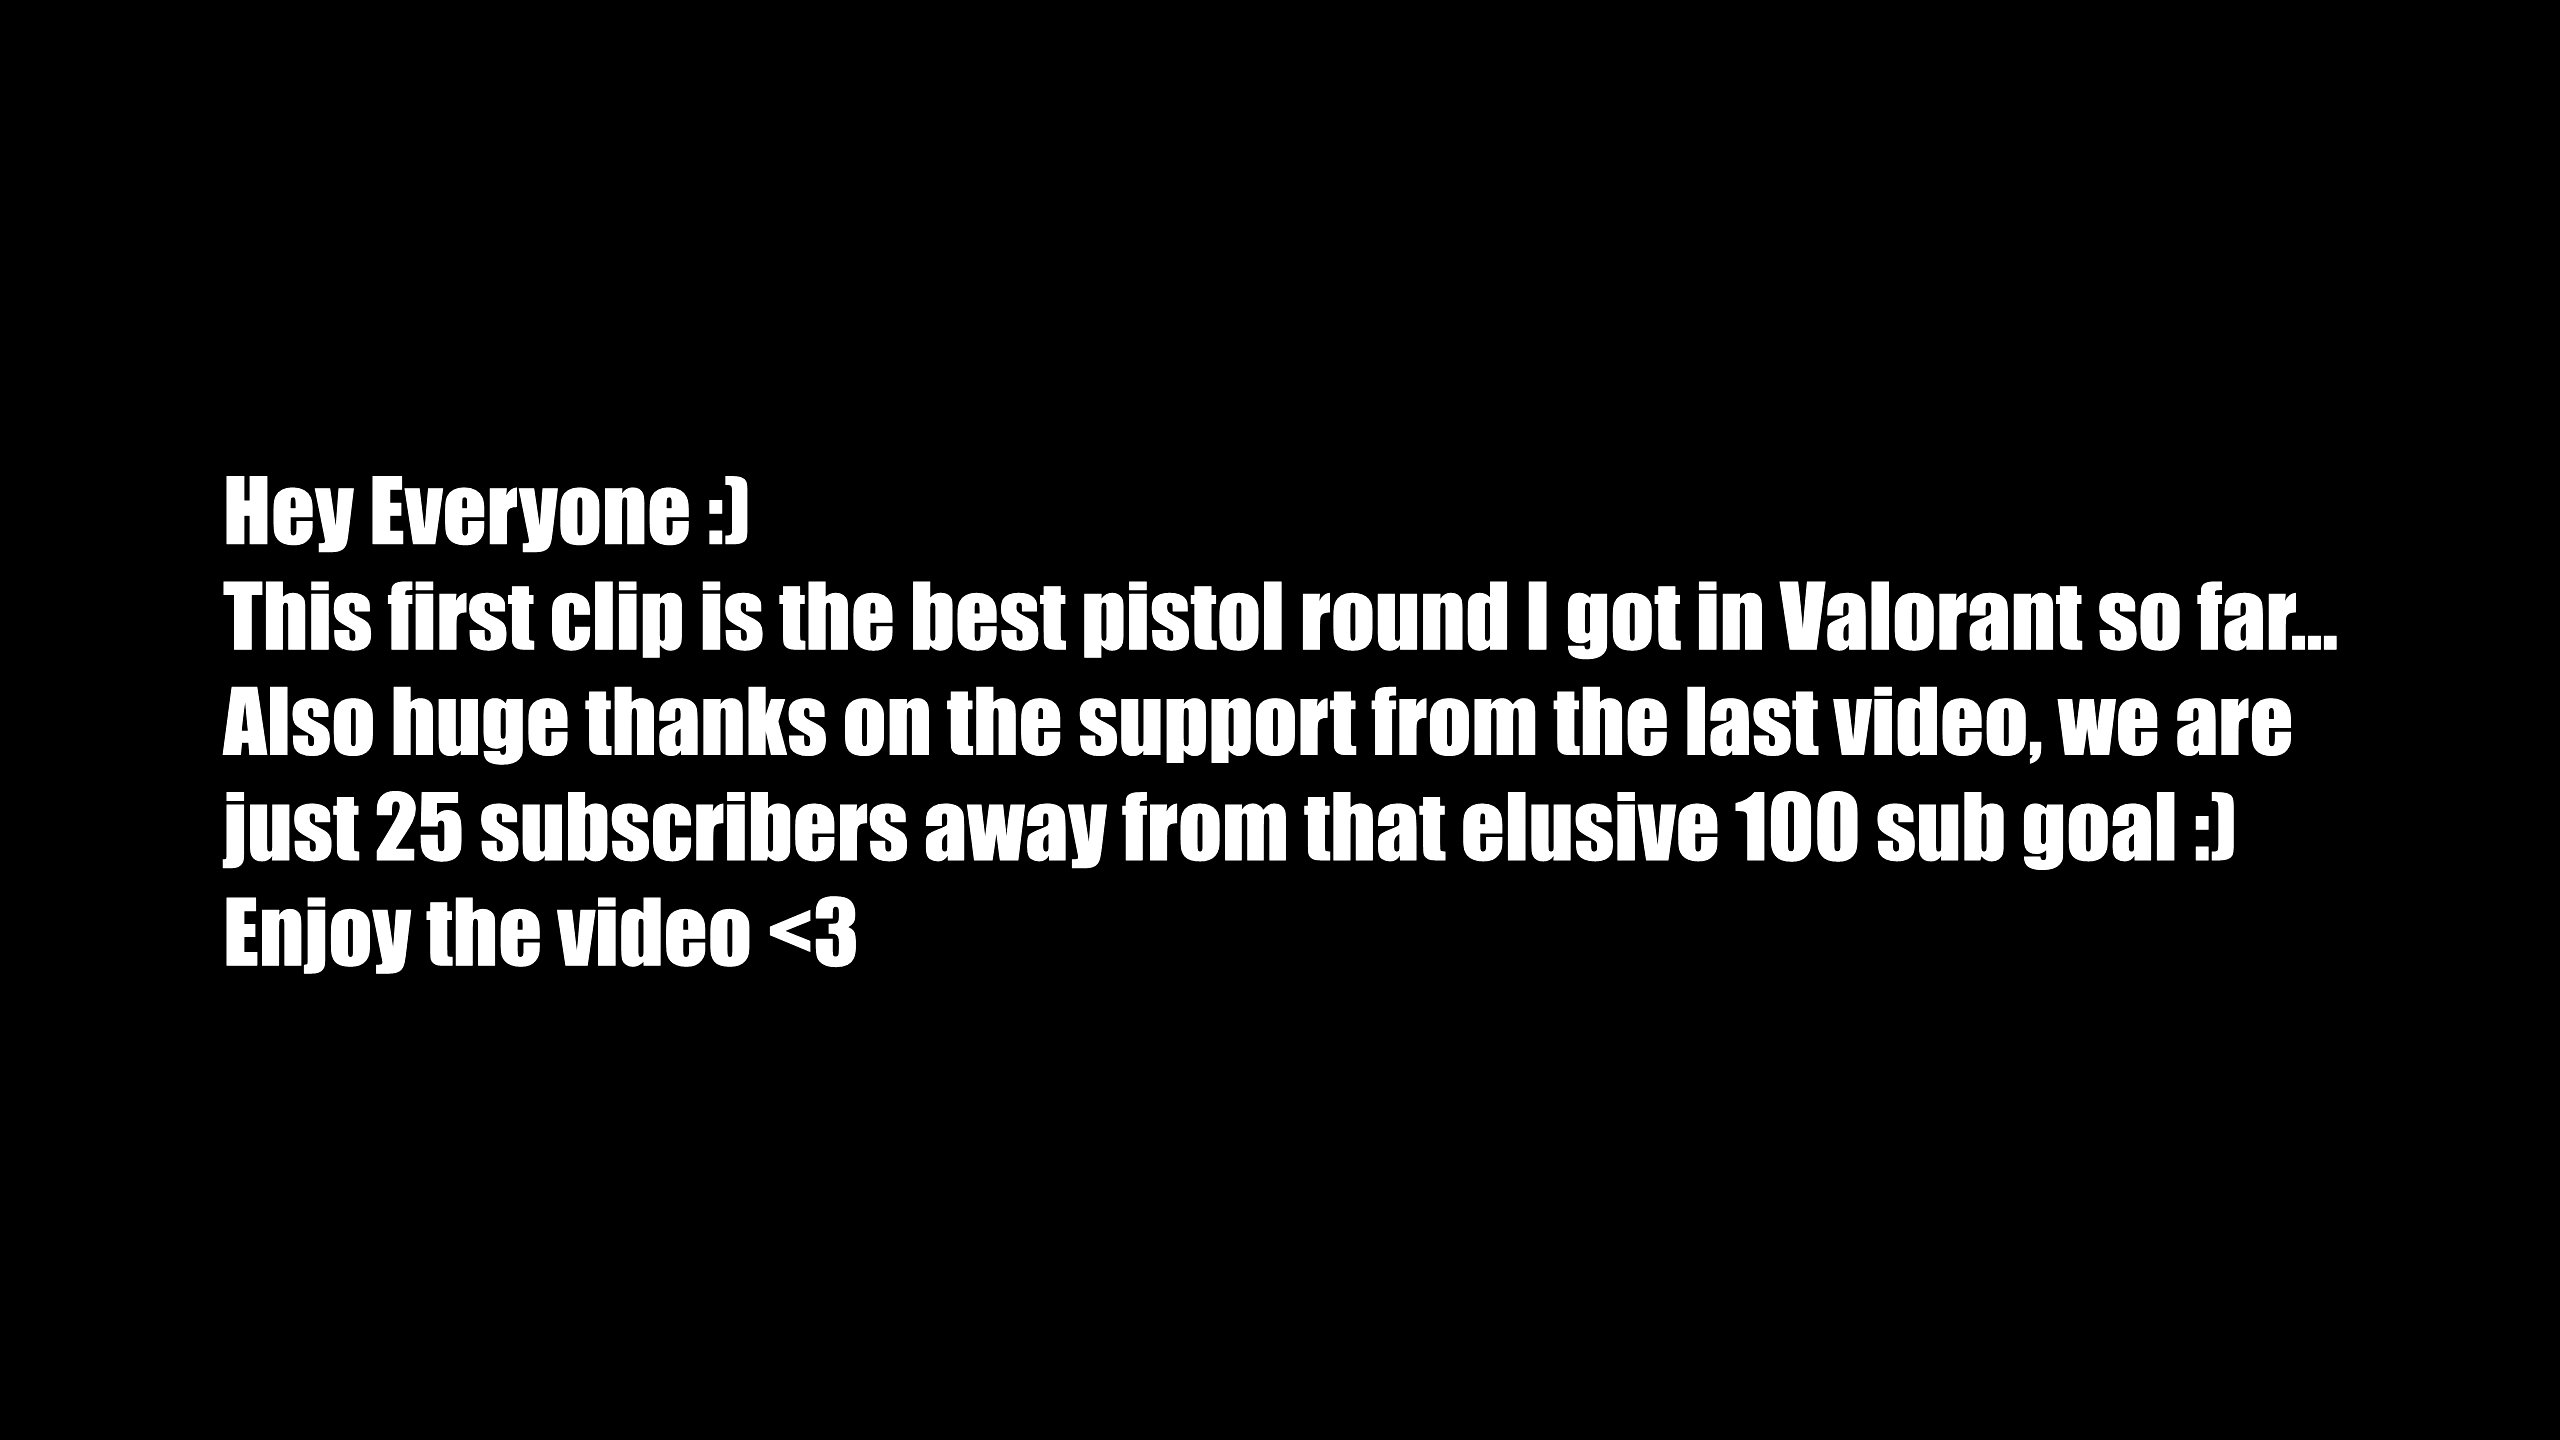 Hey Everyone :)
This first clip is the best pistol round I got in Valorant so far...
Also huge thanks on the support from the last video, we are
just 25 subscribers away from that elusive 100 sub goal :)
Enjoy the video <3